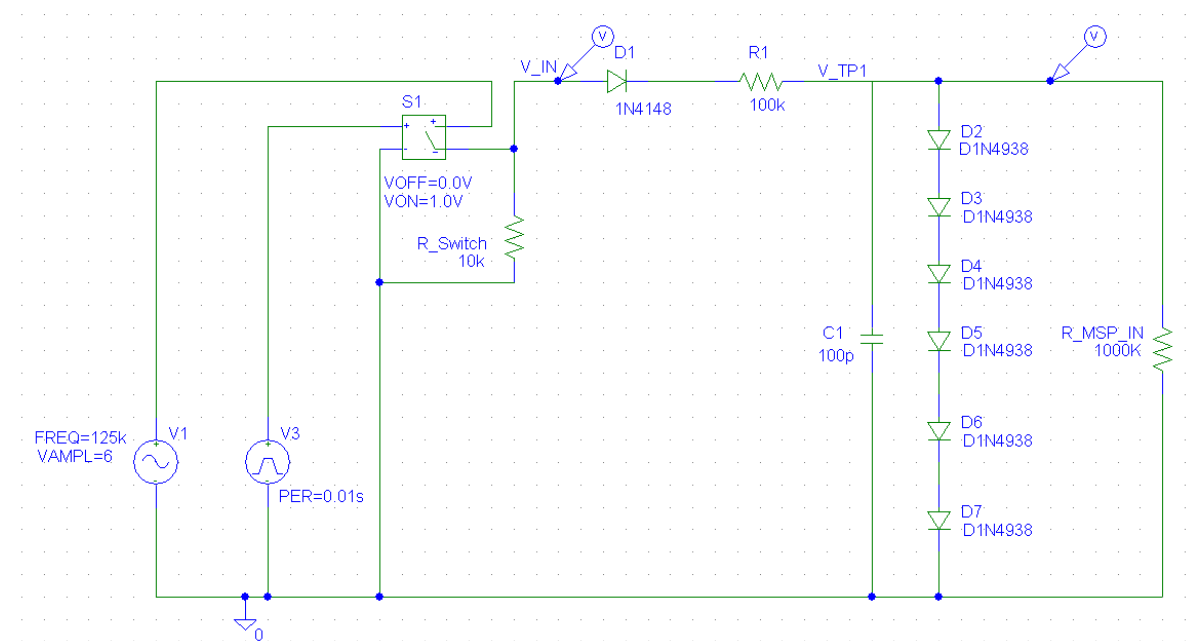 V
V
D1
R1
V_IN
V_TP1
S1
1N4148
100k
+
+
-
-
D2
D1N4938
VOFF=0.0V
VON=1.0V
D3
D1N4938
R_Switch
10k
D4
D1N4938
C1
100p
D5
D1N4938
R_MSP_IN
1000K
FREQ=125k
VAMPL=6
V1
V3
D6
D1N4938
+
-
+
-
PER=0.01s
D7
D1N4938
0